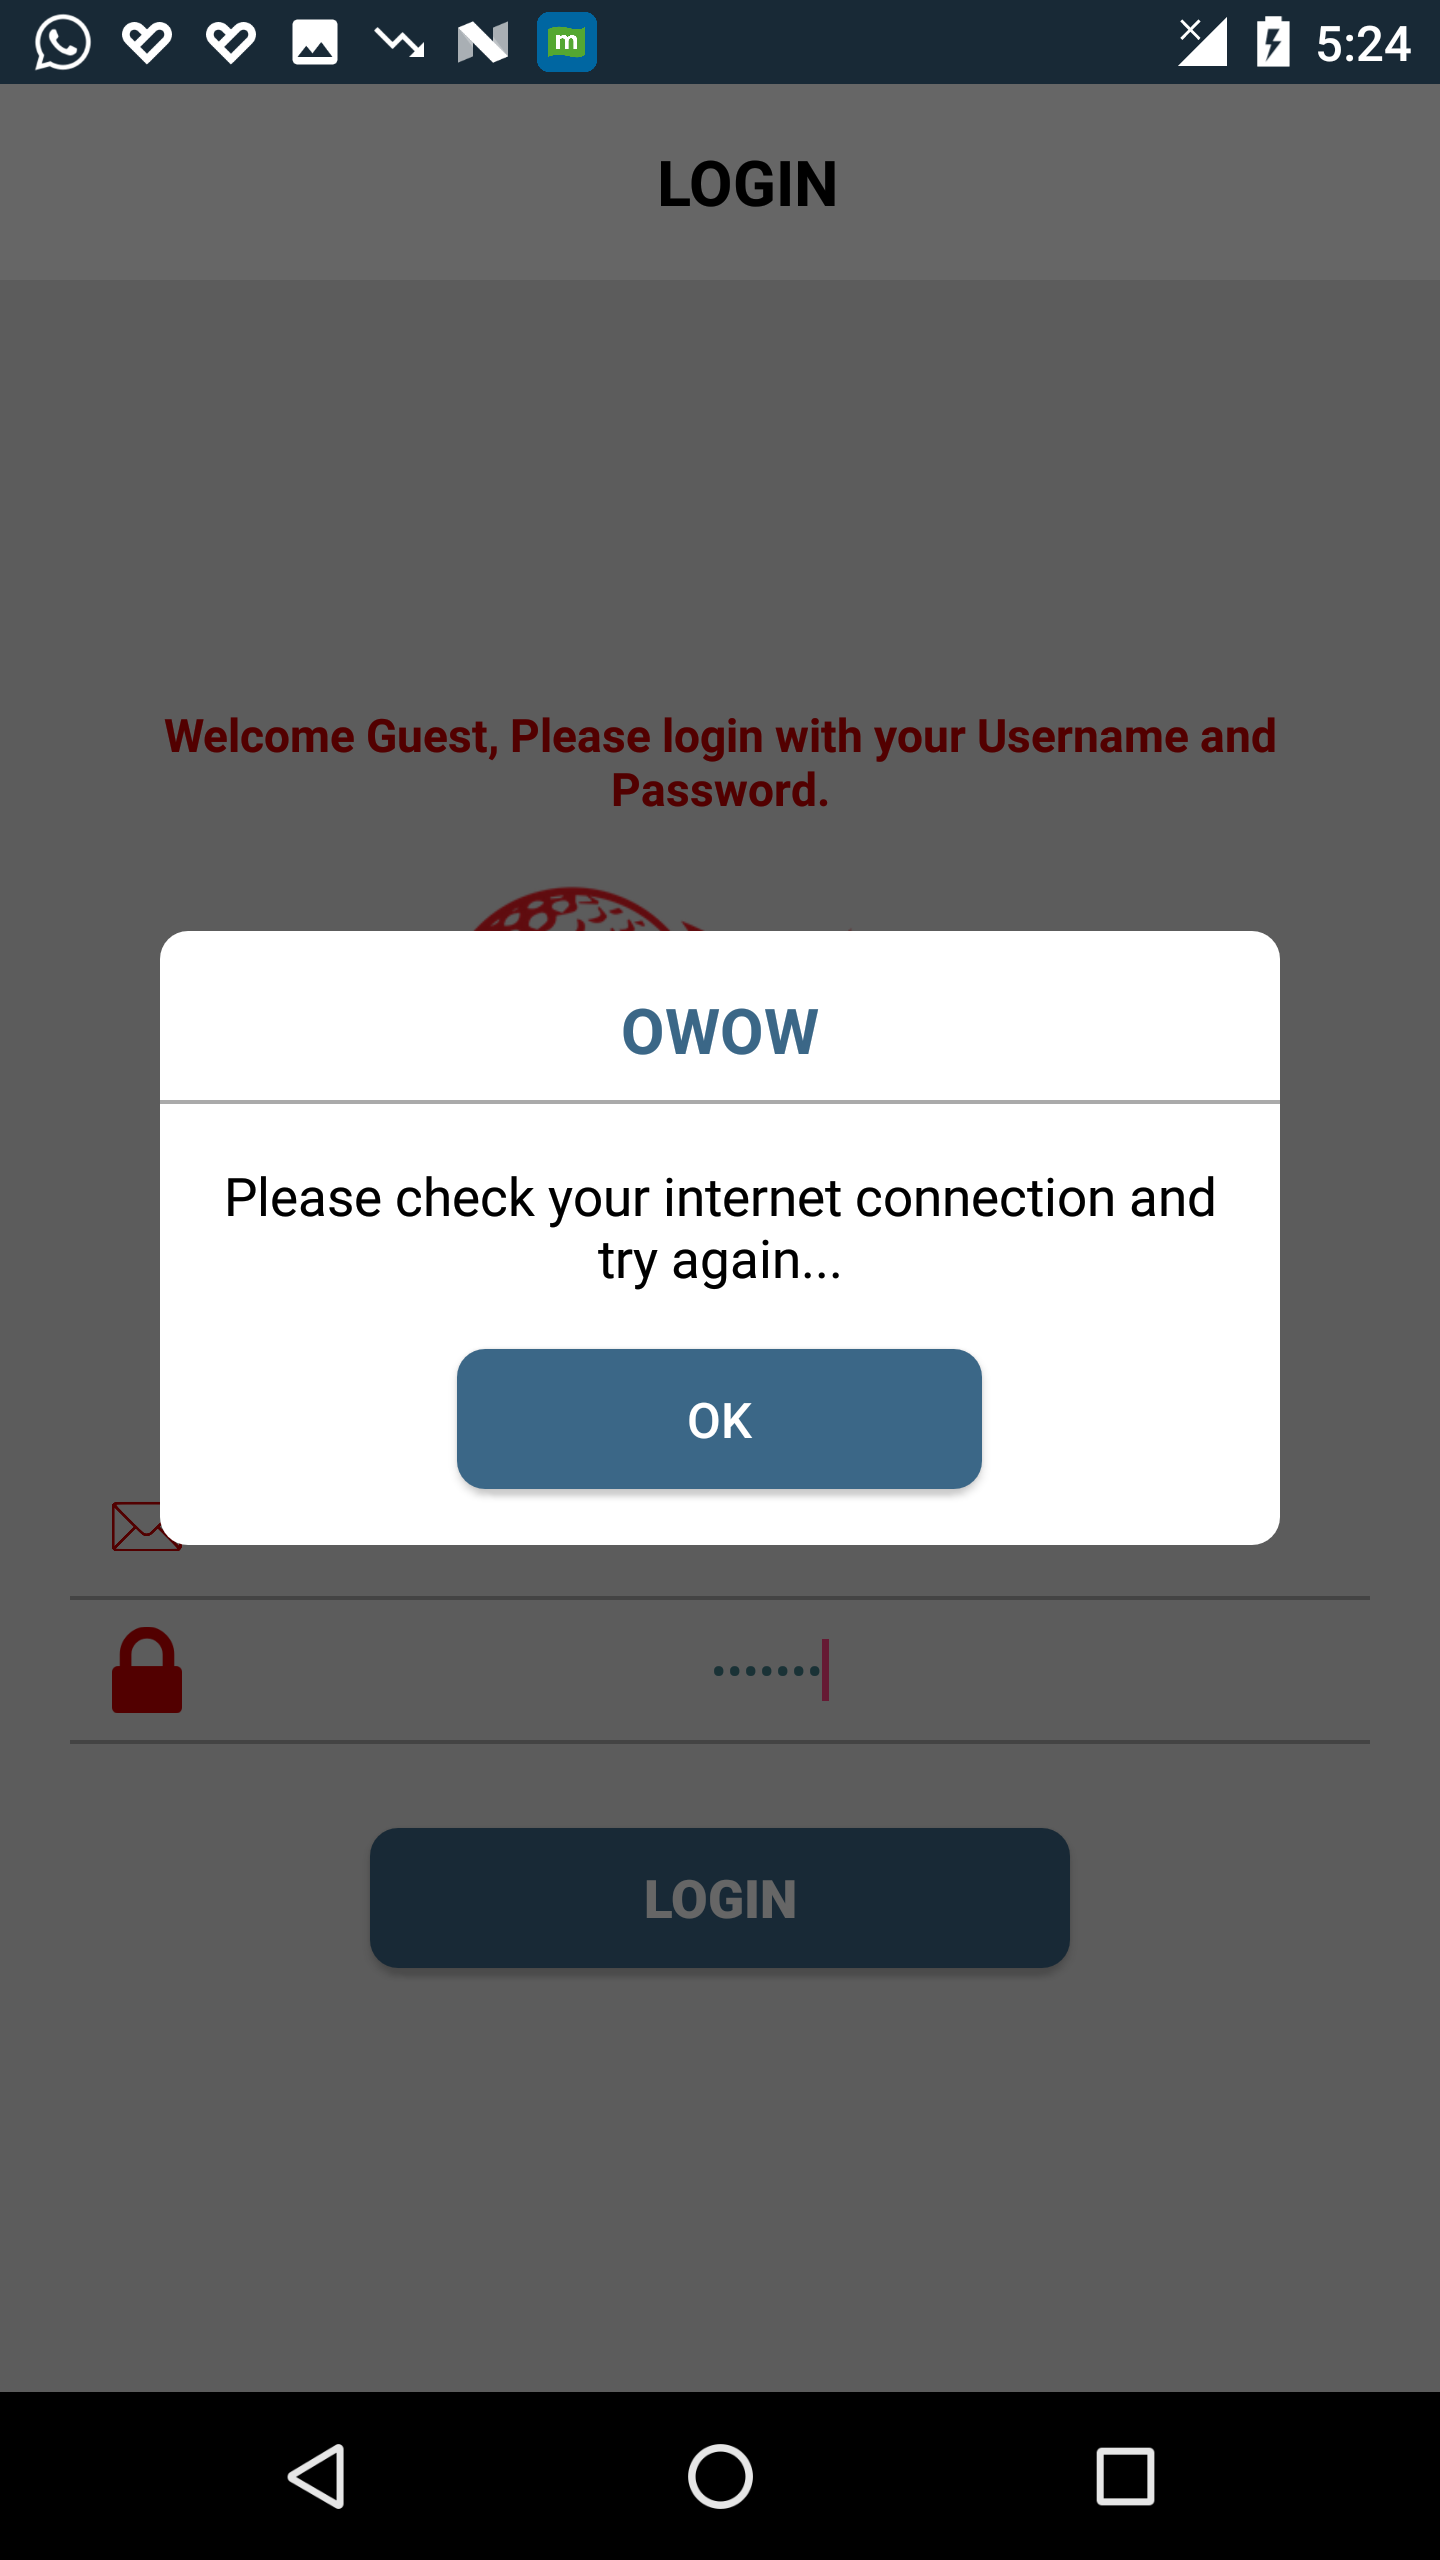 5:24
LOGIN
Welcome Guest, Please login with your Username and
Password.
OWOW
Please check your internet connection and
try again...
OK
•••••••
LOGIN